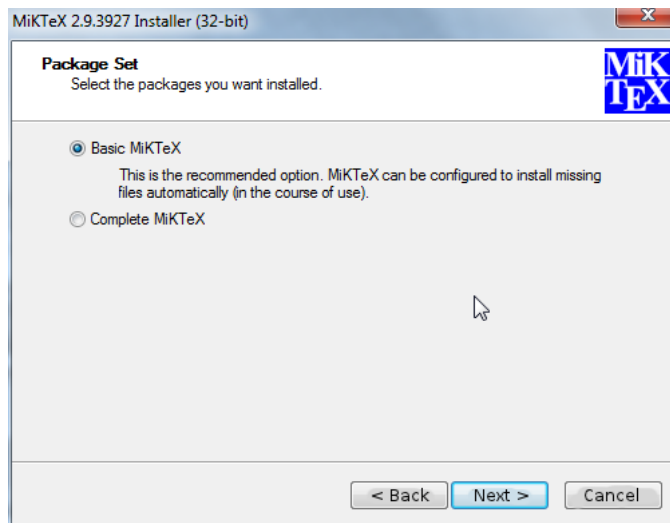 MiKTeX 2.9.3927 Installer (32-bit)
Package Set
Select the packages you want installed.
MiK
TEX
Basic MiKTeX
This is the recommended option. MiKTeX can be configured to install missing
files automatically (in the course of use).
Complete MiKTeX
< Back
Next >
Cancel